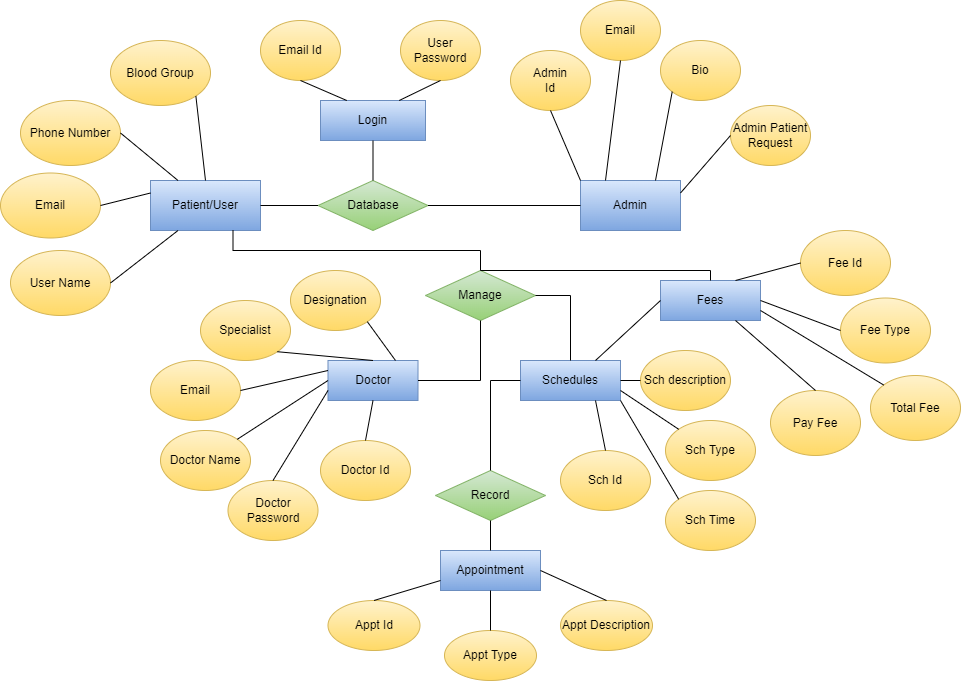 Email
Email Id
User
Password
Blood Group
Bio
Admin
Id
Login
Phone Number
Admin Patient
Request
Email
Patient/User
Database
Admin
Fee Id
User Name
Designation
Manage
Fees
Specialist
Fee Type
Email
Doctor
Schedules
Sch description
Total Fee
Pay Fee
Doctor Name
Doctor Id
Sch Type
Sch Id
Record
Doctor
Password
Sch Time
Appointment
Appt Id
Appt Description
Appt Type